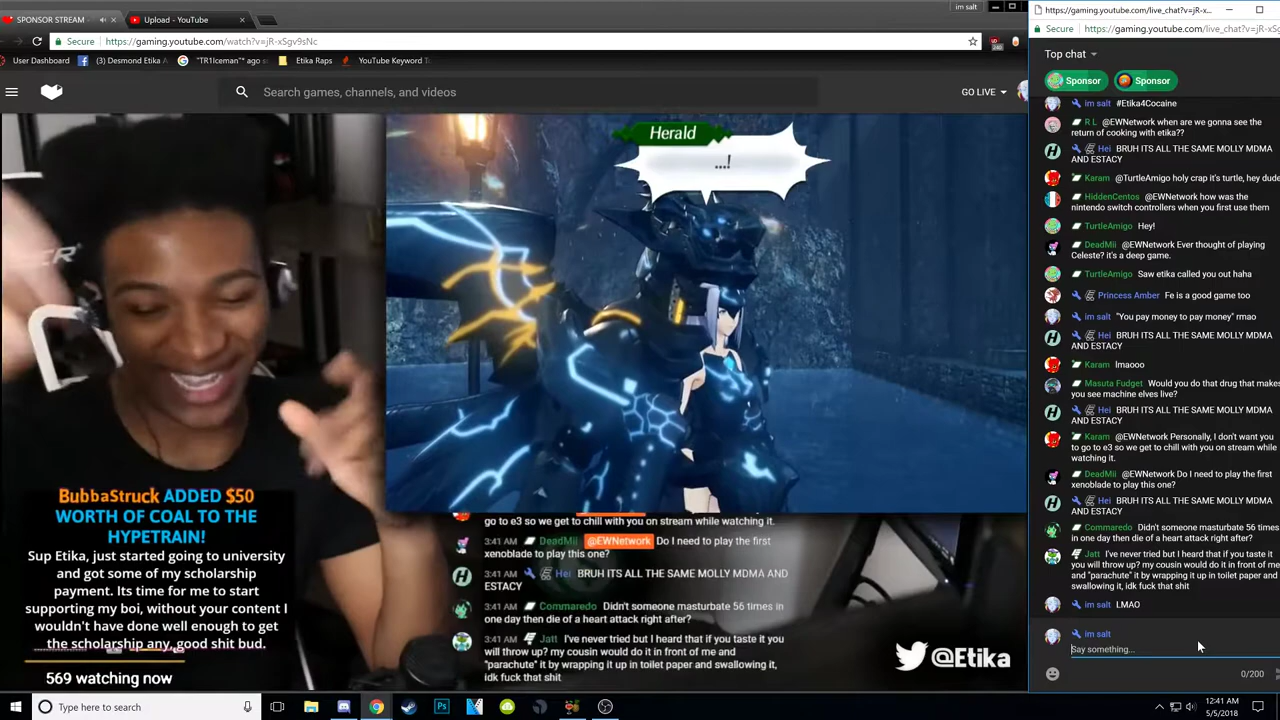 im salt
SPONSOR STREAM -
Upload - YouTube
Secure
https://gaming.youtube.com/watch?v=jR-xSgv9sNc
240
User Dashboard
(3) Desmond Etika A
"TR1Iceman"* ago s
Etika Raps
YouTube Keyword T
Search games, channels, and videos
GO LIVE
Herald
...!
BubbaStruck ADDED $50
WORTH OF COAL TO THE
HYPETRAIN!
Sup Etika, just started going to university
and got some of my scholarship
payment. Its time for me to start
supporting my boi, without your content I
wouldn't have done well enough to get
the scholarship any, good shit bud.
569 watching now
go to e3 so we get to chill with you on stream while watching it.
3:41 AM DeadMii @EWNetwork Do I need to play the first
xenoblade to play this one?
3:41 AM Hei BRUH ITS ALL THE SAME MOLLY MDMA AND
ESTACY
3:41 AM Commaredo Didn't someone masturbate 56 times in
one day then die of a heart attack right after?
3:41 AM Jatt I've never tried but I heard that if you taste it you
will throw up? my cousin would do it in front of me and
"parachute" it by wrapping it up in toilet paper and swallowing it,
idk fuck that shit
@Etika
https://gaming.youtube.com/live_chat?v=jR-x...
Secure
https://gaming.youtube.com/live_chat?v=jR-xSg
Top chat
Sponsor
Sponsor
im salt #Etika4Cocaine
R L @EWNetwork when are we gonna see the
return of cooking with etika??
Hei BRUH ITS ALL THE SAME MOLLY MDMA
AND ESTACY
Karam @TurtleAmigo holy crap it's turtle, hey dude
HiddenCentos @EWNetwork how was the
nintendo switch controllers when you first use them
TurtleAmigo Hey!
DeadMii @EWNetwork Ever thought of playing
Celeste? it's a deep game.
TurtleAmigo Saw etika called you out haha
Princess Amber Fe is a good game too
im salt "You pay money to pay money" rmao
Hei BRUH ITS ALL THE SAME MOLLY MDMA
AND ESTACY
Karam lmaooo
Masuta Fudget Would you do that drug that makes
you see machine elves live?
Hei BRUH ITS ALL THE SAME MOLLY MDMA
AND ESTACY
Karam @EWNetwork Personally, I don't want you
to go to e3 so we get to chill with you on stream while
watching it.
DeadMii @EWNetwork Do I need to play the first
xenoblade to play this one?
Hei BRUH ITS ALL THE SAME MOLLY MDMA
AND ESTACY
Commaredo Didn't someone masturbate 56 times
in one day then die of a heart attack right after?
Jatt I've never tried but I heard that if you taste it
you will throw up? my cousin would do it in front of me
and "parachute" it by wrapping it up in toilet paper and
swallowing it, idk fuck that shit
im salt LMAO
im salt
Say something...
0/200
Type here to search
Ps
12:41 AM
5/5/2018